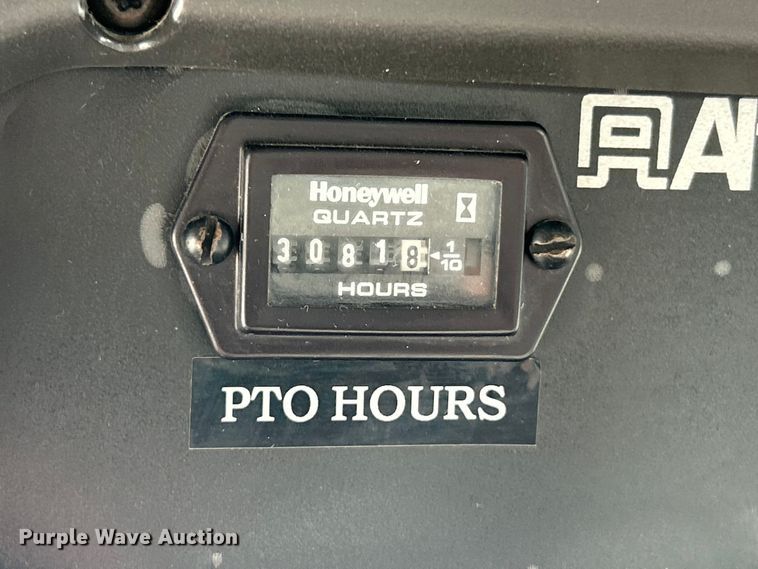 Honeywell
QUARTZ
3 0 8 1 8 ◄ 1/10
HOURS
PTO HOURS
Purple Wave Auction